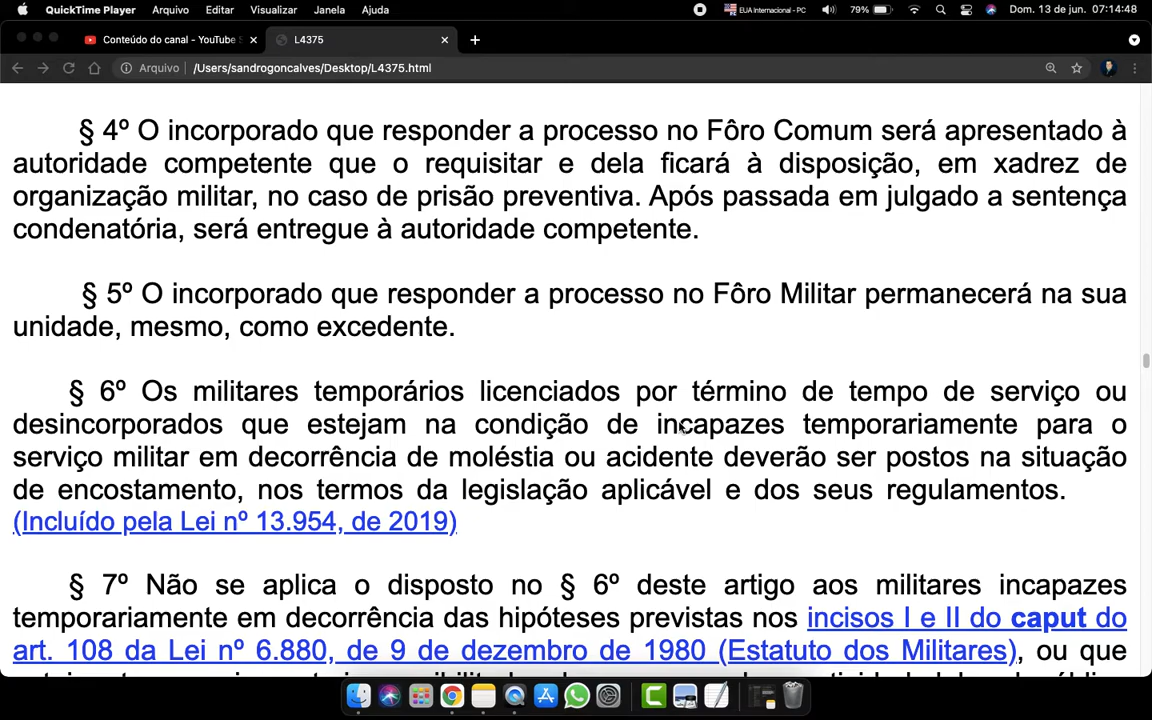 QuickTime Player Arquivo Editar Visualizar Janela Ajuda EUA Internacional - PC 79% Dom. 13 de jun. 07:14:48
Conteúdo do canal - YouTube L4375
Arquivo /Users/sandrogoncalves/Desktop/L4375.html
§ 4º O incorporado que responder a processo no Fôro Comum será apresentado à
autoridade competente que o requisitar e dela ficará à disposição, em xadrez de
organização militar, no caso de prisão preventiva. Após passada em julgado a sentença
condenatória, será entregue à autoridade competente.
§ 5º O incorporado que responder a processo no Fôro Militar permanecerá na sua
unidade, mesmo, como excedente.
§ 6º Os militares temporários licenciados por término de tempo de serviço ou
desincorporados que estejam na condição de incapazes temporariamente para o
serviço militar em decorrência de moléstia ou acidente deverão ser postos na situação
de encostamento, nos termos da legislação aplicável e dos seus regulamentos.
(Incluído pela Lei nº 13.954, de 2019)
§ 7º Não se aplica o disposto no § 6º deste artigo aos militares incapazes
temporariamente em decorrência das hipóteses previstas nos incisos I e II do caput do
art. 108 da Lei nº 6.880, de 9 de dezembro de 1980 (Estatuto dos Militares), ou que